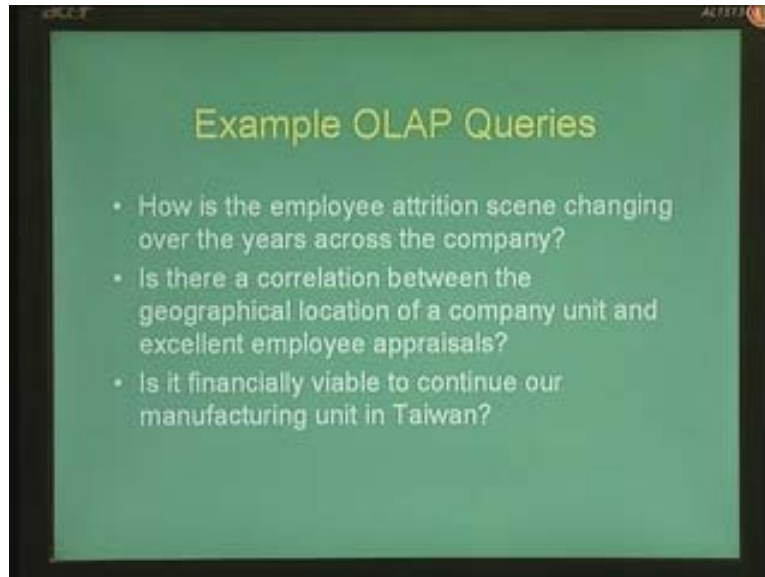 acer
AL1513
Example OLAP Queries
• How is the employee attrition scene changing
over the years across the company?
• Is there a correlation between the
geographical location of a company unit and
excellent employee appraisals?
• Is it financially viable to continue our
manufacturing unit in Taiwan?